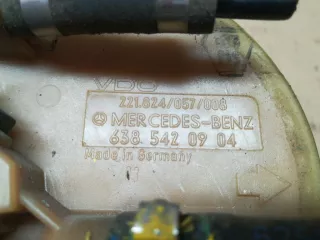 VDO
221.824/057/008
MERCEDES-BENZ
638 542 09 04
Made in Germany